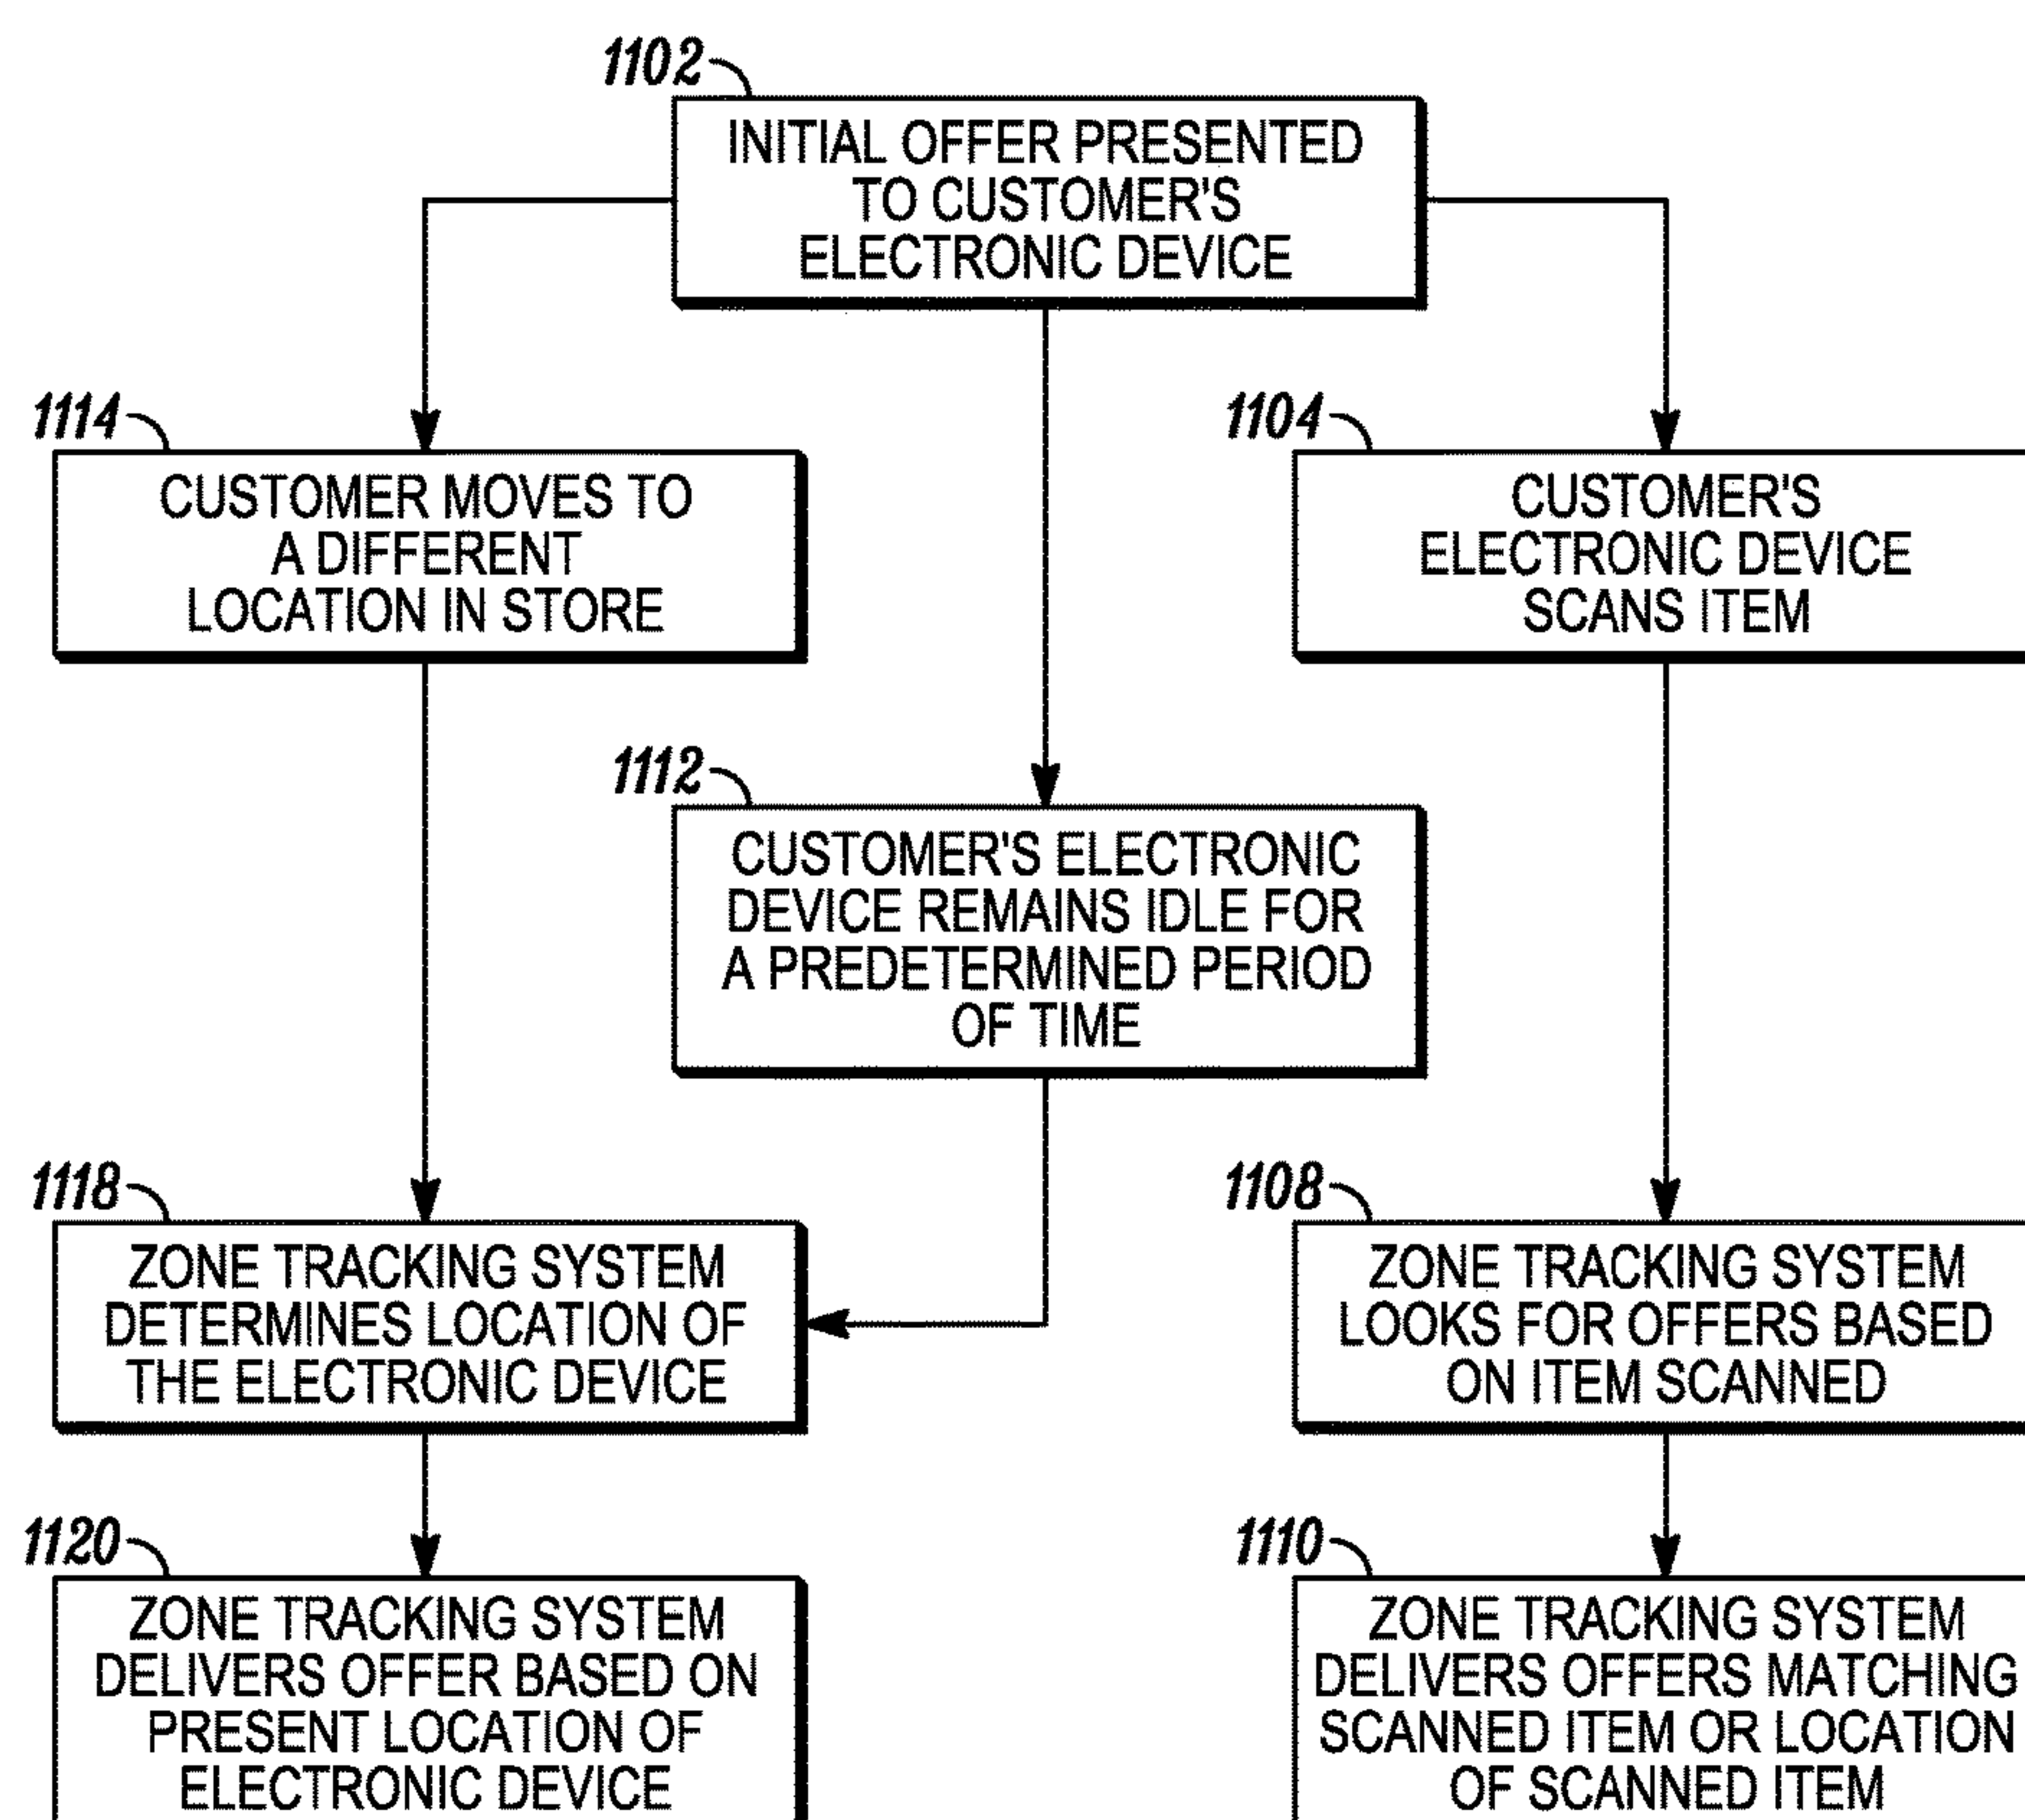 1102
INITIAL OFFER PRESENTED
TO CUSTOMER'S
ELECTRONIC DEVICE
1114
CUSTOMER MOVES TO
A DIFFERENT
LOCATION IN STORE
1104
CUSTOMER'S
ELECTRONIC DEVICE
SCANS ITEM
1112
CUSTOMER'S ELECTRONIC
DEVICE REMAINS IDLE FOR
A PREDETERMINED PERIOD
OF TIME
1118
ZONE TRACKING SYSTEM
DETERMINES LOCATION OF
THE ELECTRONIC DEVICE
1108
ZONE TRACKING SYSTEM
LOOKS FOR OFFERS BASED
ON ITEM SCANNED
1120
ZONE TRACKING SYSTEM
DELIVERS OFFER BASED ON
PRESENT LOCATION OF
ELECTRONIC DEVICE
1110
ZONE TRACKING SYSTEM
DELIVERS OFFERS MATCHING
SCANNED ITEM OR LOCATION
OF SCANNED ITEM